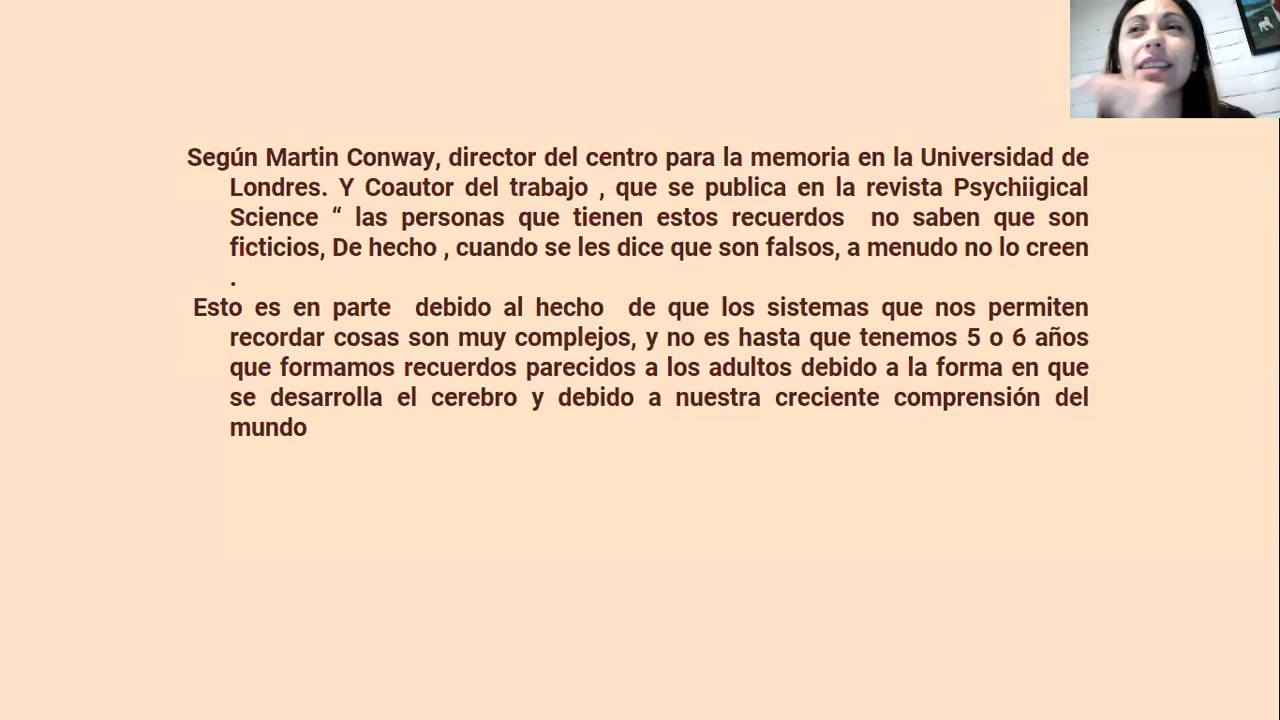 Según Martin Conway, director del centro para la memoria en la Universidad de
Londres. Y Coautor del trabajo , que se publica en la revista Psychiigical
Science “ las personas que tienen estos recuerdos no saben que son
ficticios, De hecho , cuando se les dice que son falsos, a menudo no lo creen
.
Esto es en parte debido al hecho de que los sistemas que nos permiten
recordar cosas son muy complejos, y no es hasta que tenemos 5 o 6 años
que formamos recuerdos parecidos a los adultos debido a la forma en que
se desarrolla el cerebro y debido a nuestra creciente comprensión del
mundo